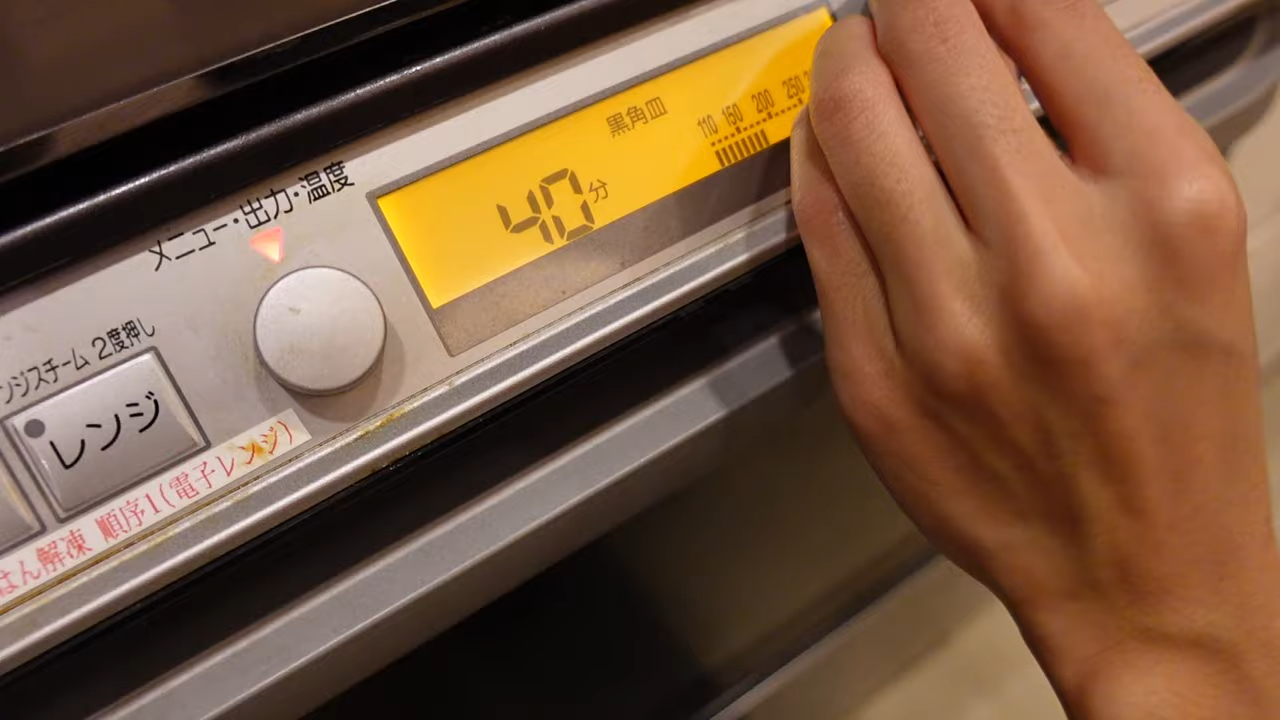 黒角皿
110 150 200 250
40分
メニュー・出力・温度
ンジスチーム 2度押し
レンジ
はん解凍 順序1(電子レンジ)